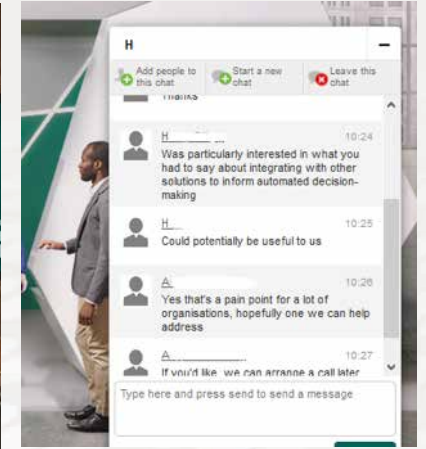 H
Add people to this chat
Start a new chat
Leave this chat
Thanks
H
10:24
Was particularly interested in what you
had to say about integrating with other
solutions to inform automated decision-
making
H
10:25
Could potentially be useful to us
A
10:26
Yes that's a pain point for a lot of
organisations, hopefully one we can help
address
A
10:27
If you'd like, we can arrange a call later
Type here and press send to send a message